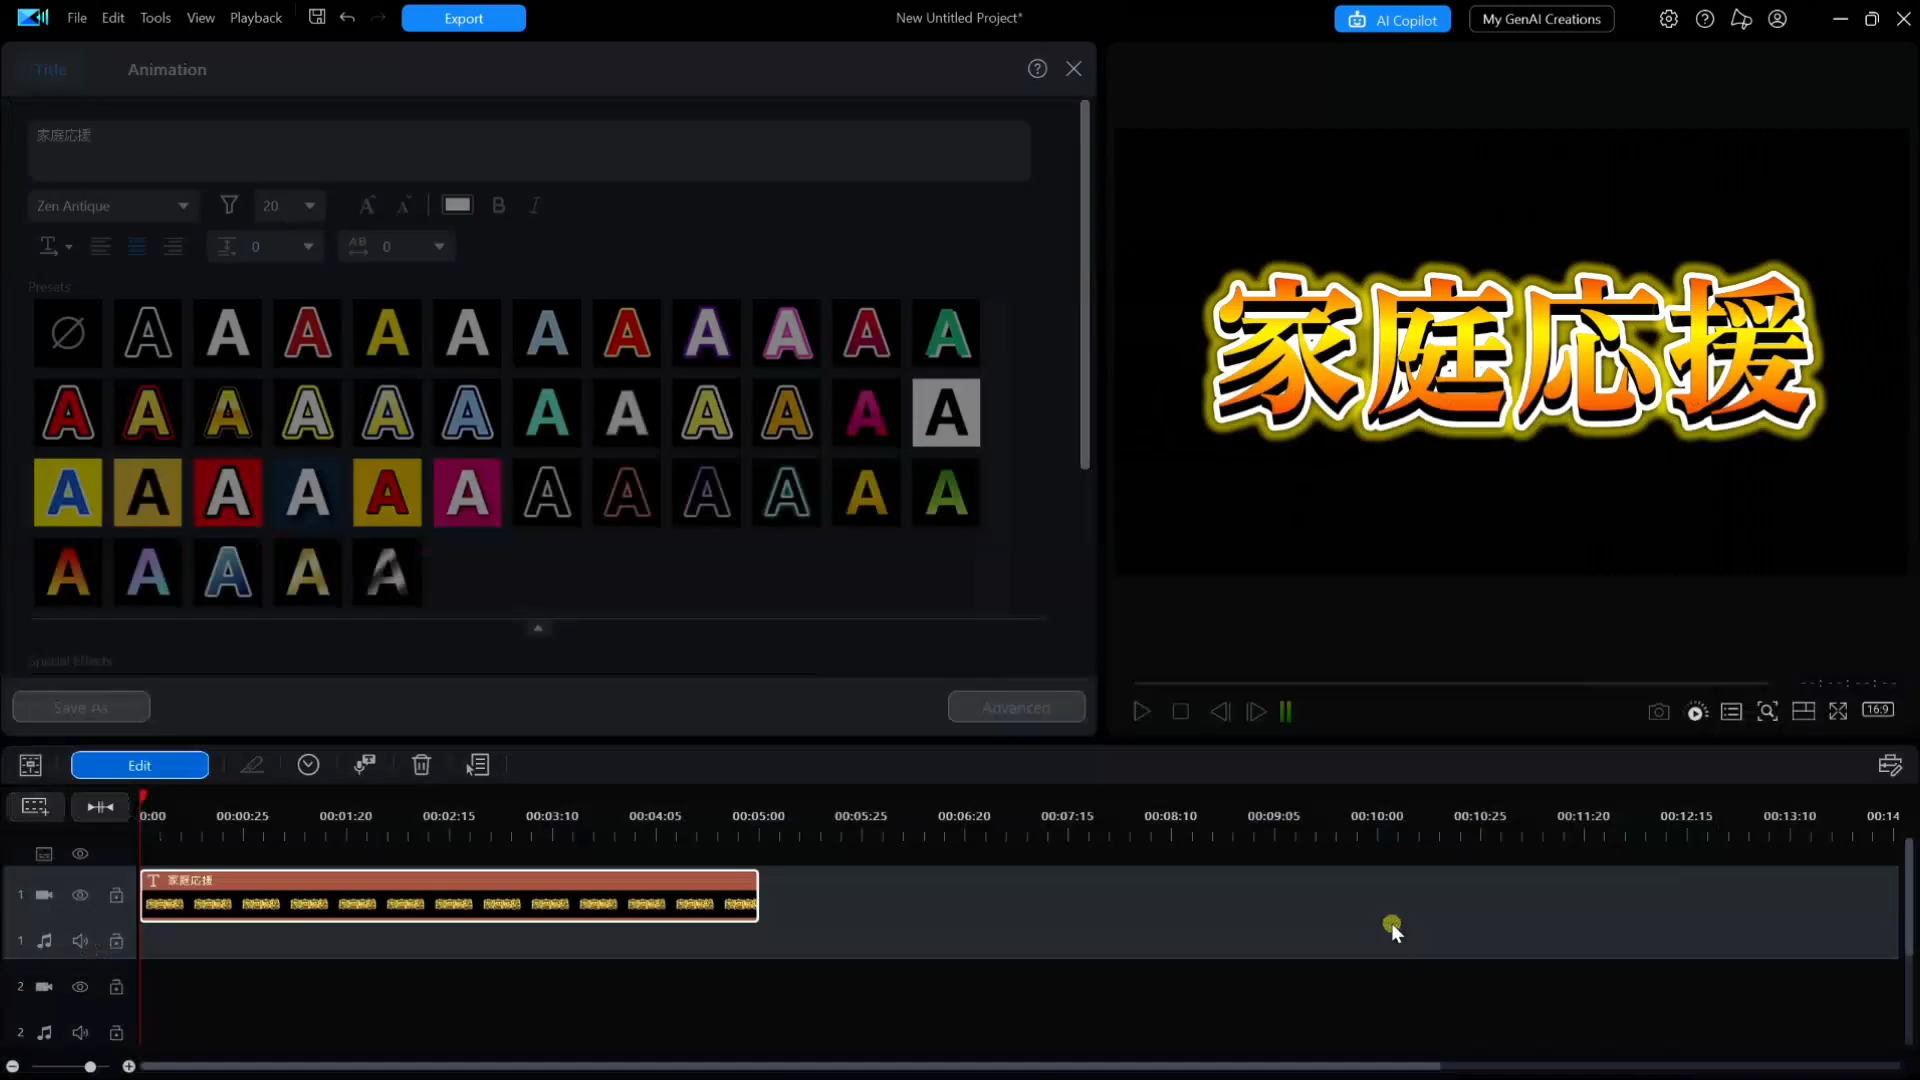 File Edit Tools View Playback Export New Untitled Project* AI Copilot My GenAI Creations
Title Animation
家庭応援
Zen Antique 20 B I
0 AB 0
Presets
A A A A A A A A A A A
A A A A A A A A A A A A
A A A A A A A A A A A A
A A A A A
Special Effects
Save As Advanced
家庭応援
--:--:--:--
16:9
Edit
0:00 00:00:25 00:01:20 00:02:15 00:03:10 00:04:05 00:05:00 00:05:25 00:06:20 00:07:15 00:08:10 00:09:05 00:10:00 00:10:25 00:11:20 00:12:15 00:13:10 00:14
T 家庭応援
1
1
2
2